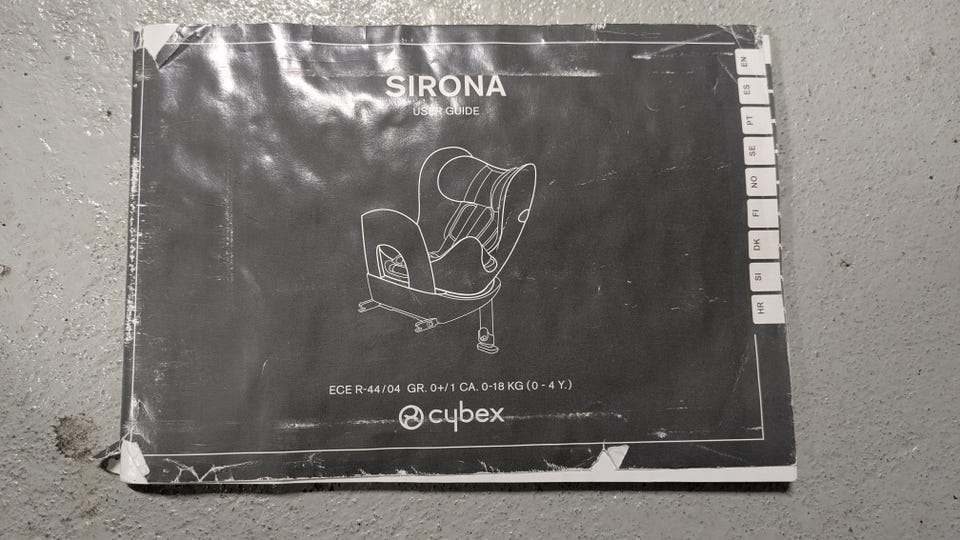 SIRONA
USER GUIDE
EN
ES
PT
SE
NO
FI
DK
SI
HR
ECE R-44/04 GR. 0+/1 CA. 0-18 KG (0 - 4 Y.)
cybex